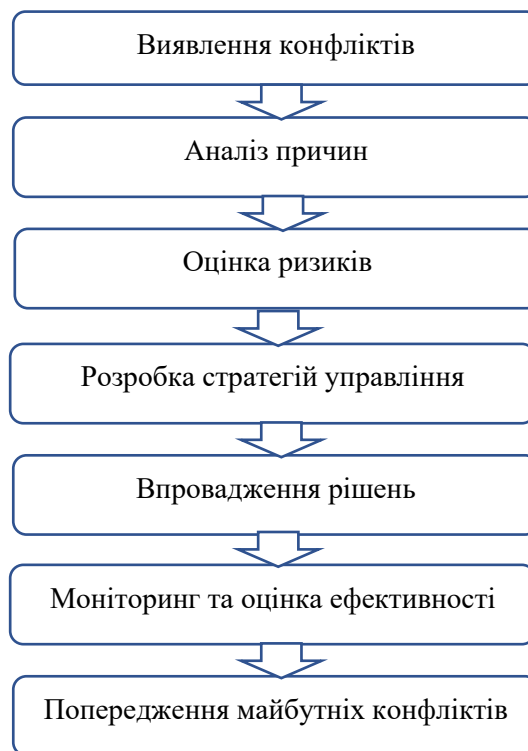 Виявлення конфліктів
Аналіз причин
Оцінка ризиків
Розробка стратегій управління
Впровадження рішень
Моніторинг та оцінка ефективності
Попередження майбутніх конфліктів